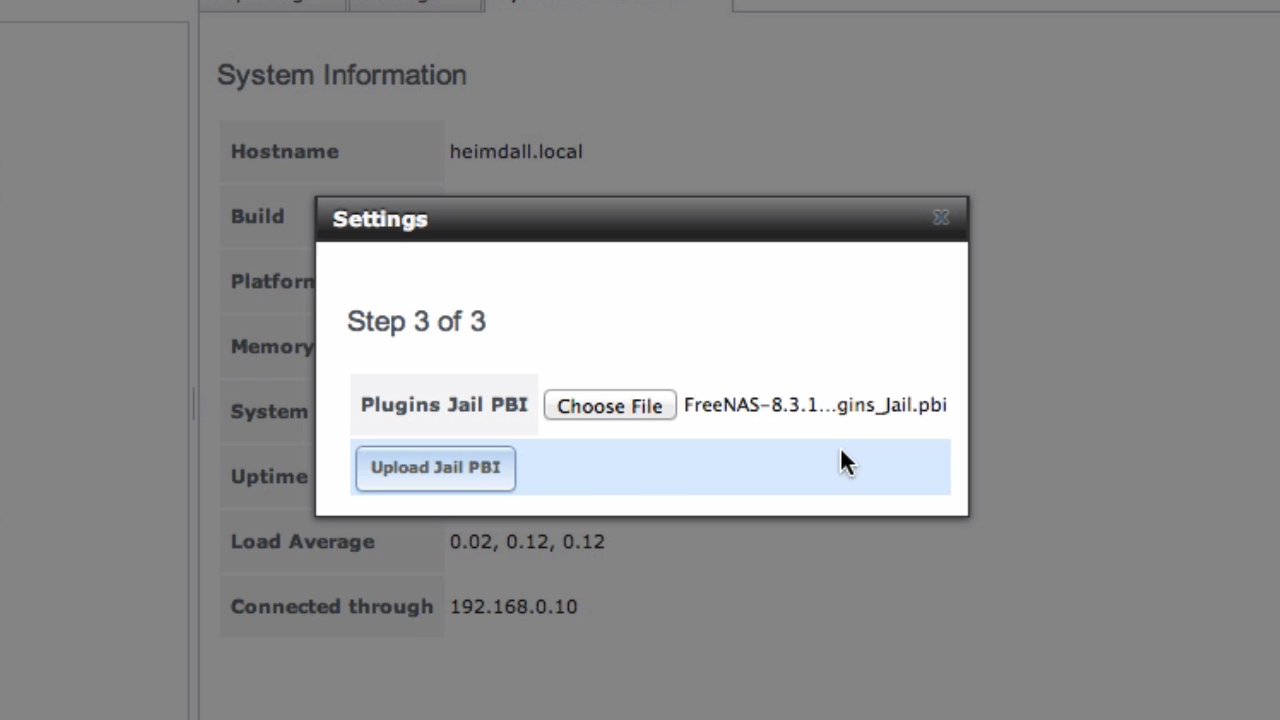 System Information
Hostname heimdall.local
Build
Settings
Platform
Step 3 of 3
Memory
Plugins Jail PBI Choose File FreeNAS-8.3.1...gins_Jail.pbi
System
Upload Jail PBI
Uptime
Load Average 0.02, 0.12, 0.12
Connected through 192.168.0.10